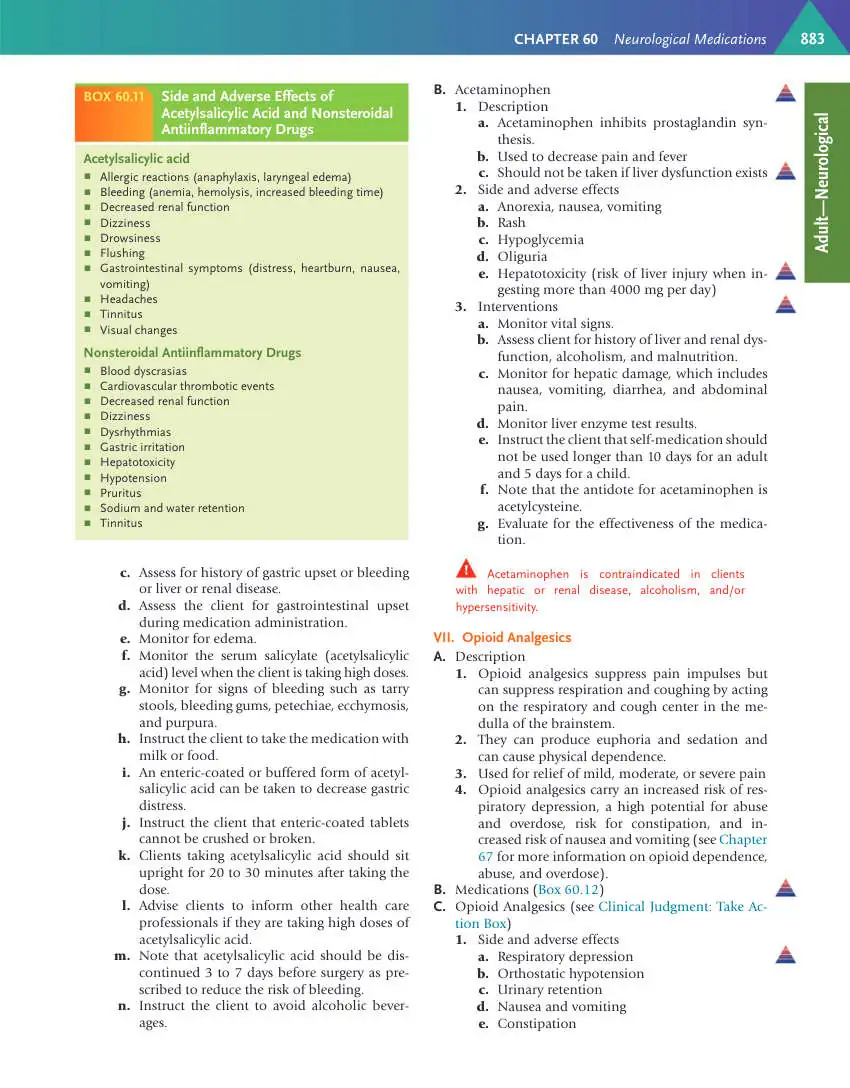 CHAPTER 60 Neurological Medications 883
BOX 60.11 Side and Adverse Effects of
Acetylsalicylic Acid and Nonsteroidal
Antiinflammatory Drugs
Acetylsalicylic acid
■ Allergic reactions (anaphylaxis, laryngeal edema)
■ Bleeding (anemia, hemolysis, increased bleeding time)
■ Decreased renal function
■ Dizziness
■ Drowsiness
■ Flushing
■ Gastrointestinal symptoms (distress, heartburn, nausea,
vomiting)
■ Headaches
■ Tinnitus
■ Visual changes
Nonsteroidal Antiinflammatory Drugs
■ Blood dyscrasias
■ Cardiovascular thrombotic events
■ Decreased renal function
■ Dizziness
■ Dysrhythmias
■ Gastric irritation
■ Hepatotoxicity
■ Hypotension
■ Pruritus
■ Sodium and water retention
■ Tinnitus
c. Assess for history of gastric upset or bleeding
or liver or renal disease.
d. Assess the client for gastrointestinal upset
during medication administration.
e. Monitor for edema.
f. Monitor the serum salicylate (acetylsalicylic
acid) level when the client is taking high doses.
g. Monitor for signs of bleeding such as tarry
stools, bleeding gums, petechiae, ecchymosis,
and purpura.
h. Instruct the client to take the medication with
milk or food.
i. An enteric-coated or buffered form of acetyl-
salicylic acid can be taken to decrease gastric
distress.
j. Instruct the client that enteric-coated tablets
cannot be crushed or broken.
k. Clients taking acetylsalicylic acid should sit
upright for 20 to 30 minutes after taking the
dose.
l. Advise clients to inform other health care
professionals if they are taking high doses of
acetylsalicylic acid.
m. Note that acetylsalicylic acid should be dis-
continued 3 to 7 days before surgery as pre-
scribed to reduce the risk of bleeding.
n. Instruct the client to avoid alcoholic bever-
ages.
B. Acetaminophen
1. Description
a. Acetaminophen inhibits prostaglandin syn-
thesis.
b. Used to decrease pain and fever
c. Should not be taken if liver dysfunction exists
2. Side and adverse effects
a. Anorexia, nausea, vomiting
b. Rash
c. Hypoglycemia
d. Oliguria
e. Hepatotoxicity (risk of liver injury when in-
gesting more than 4000 mg per day)
3. Interventions
a. Monitor vital signs.
b. Assess client for history of liver and renal dys-
function, alcoholism, and malnutrition.
c. Monitor for hepatic damage, which includes
nausea, vomiting, diarrhea, and abdominal
pain.
d. Monitor liver enzyme test results.
e. Instruct the client that self-medication should
not be used longer than 10 days for an adult
and 5 days for a child.
f. Note that the antidote for acetaminophen is
acetylcysteine.
g. Evaluate for the effectiveness of the medica-
tion.
Acetaminophen is contraindicated in clients
with hepatic or renal disease, alcoholism, and/or
hypersensitivity.
VII. Opioid Analgesics
A. Description
1. Opioid analgesics suppress pain impulses but
can suppress respiration and coughing by acting
on the respiratory and cough center in the me-
dulla of the brainstem.
2. They can produce euphoria and sedation and
can cause physical dependence.
3. Used for relief of mild, moderate, or severe pain
4. Opioid analgesics carry an increased risk of res-
piratory depression, a high potential for abuse
and overdose, risk for constipation, and in-
creased risk of nausea and vomiting (see Chapter
67 for more information on opioid dependence,
abuse, and overdose).
B. Medications (Box 60.12)
C. Opioid Analgesics (see Clinical Judgment: Take Ac-
tion Box)
1. Side and adverse effects
a. Respiratory depression
b. Orthostatic hypotension
c. Urinary retention
d. Nausea and vomiting
e. Constipation
Adult—Neurological